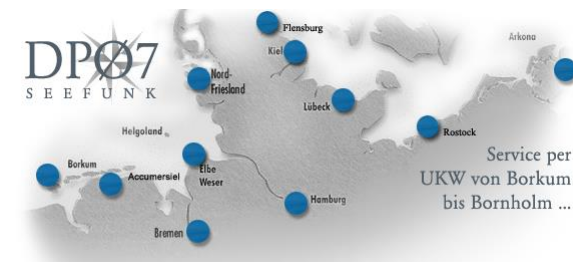 Flensburg
Arkona
Kiel
DPØ7
SEEFUNK
Nord-
Friesland
Lübeck
Rostock
Helgoland
Borkum
Accumersiel
Elbe
Weser
Service per
UKW von Borkum
bis Bornholm ...
Hamburg
Bremen